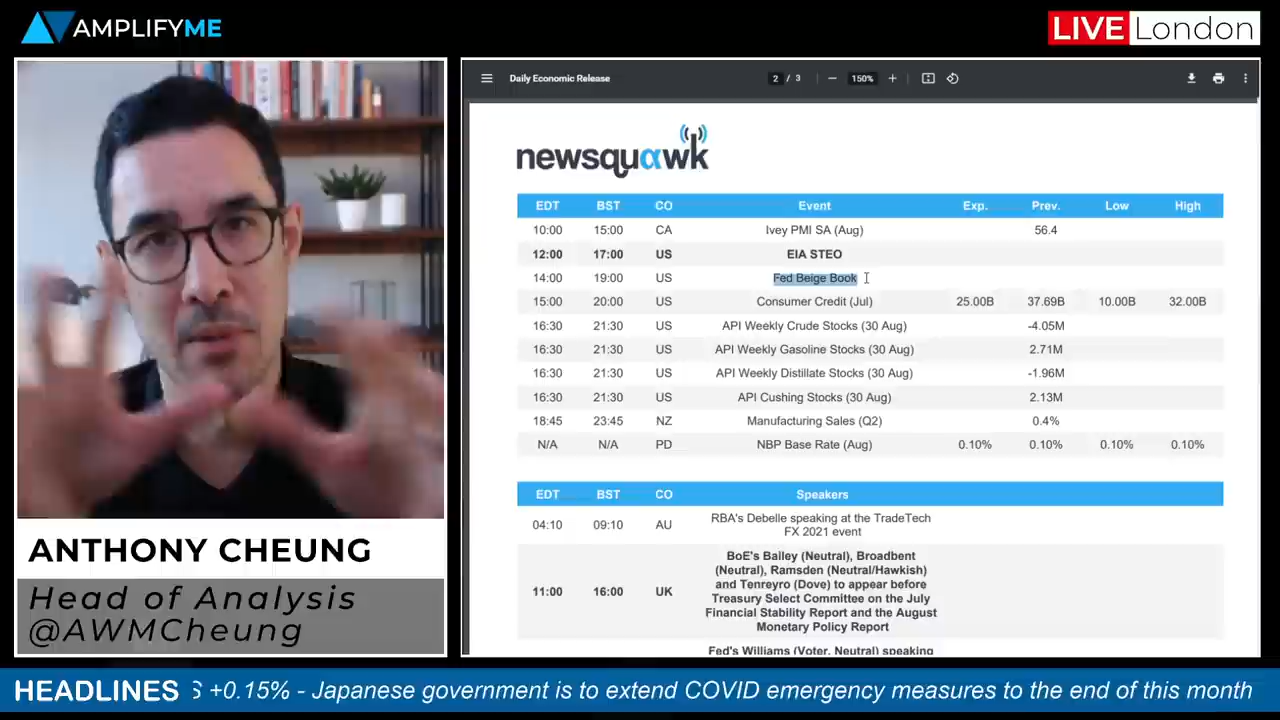 AMPLIFYME
LIVE London
Daily Economic Release
2 / 3
150%
newsquawk
EDT BST CO Event Exp. Prev. Low High
10:00 15:00 CA Ivey PMI SA (Aug) 56.4
12:00 17:00 US EIA STEO
14:00 19:00 US Fed Beige Book
15:00 20:00 US Consumer Credit (Jul) 25.00B 37.69B 10.00B 32.00B
16:30 21:30 US API Weekly Crude Stocks (30 Aug) -4.05M
16:30 21:30 US API Weekly Gasoline Stocks (30 Aug) 2.71M
16:30 21:30 US API Weekly Distillate Stocks (30 Aug) -1.96M
16:30 21:30 US API Cushing Stocks (30 Aug) 2.13M
18:45 23:45 NZ Manufacturing Sales (Q2) 0.4%
N/A N/A PD NBP Base Rate (Aug) 0.10% 0.10% 0.10% 0.10%
EDT BST CO Speakers
04:10 09:10 AU RBA's Debelle speaking at the TradeTech
FX 2021 event
BoE's Bailey (Neutral), Broadbent
(Neutral), Ramsden (Neutral/Hawkish)
and Tenreyro (Dove) to appear before
11:00 16:00 UK Treasury Select Committee on the July
Financial Stability Report and the August
Monetary Policy Report
Fed's Williams (Voter, Neutral) speaking
ANTHONY CHEUNG
Head of Analysis
@AWMCheung
HEADLINES S +0.15% - Japanese government is to extend COVID emergency measures to the end of this month